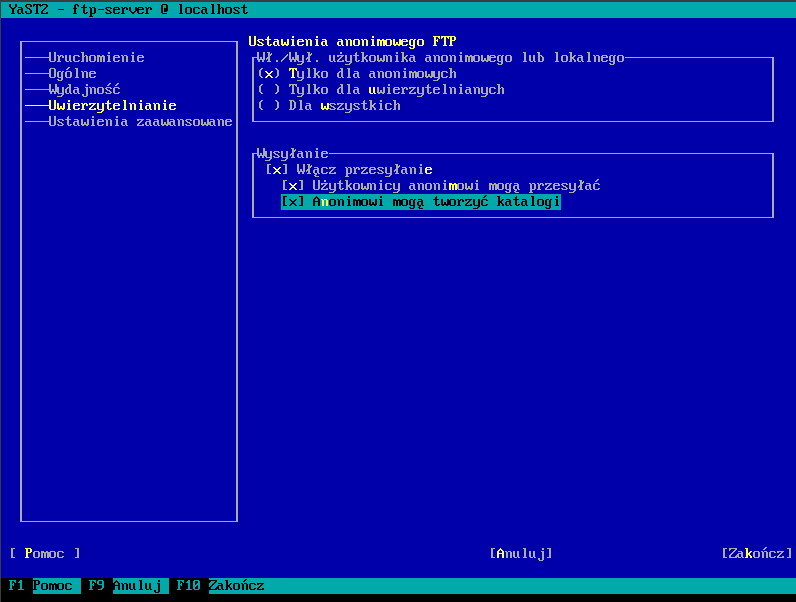 YaST2 - ftp-server @ localhost
Uruchomienie
Ogólne
Wydajność
Uwierzytelnianie
Ustawienia zaawansowane
Ustawienia anonimowego FTP
Wł./Wył. użytkownika anonimowego lub lokalnego
(x) Tylko dla anonimowych
( ) Tylko dla uwierzytelnianych
( ) Dla wszystkich
Wysyłanie
[x] Włącz przesyłanie
[x] Użytkownicy anonimowi mogą przesyłać
[x] Anonimowi mogą tworzyć katalogi
[ Pomoc ] [Anuluj] [Zakończ]
F1 Pomoc F9 Anuluj F10 Zakończ